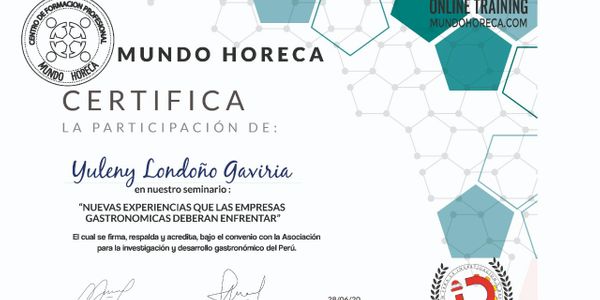 CENTRO DE FORMACION PROFESIONAL
MUNDO HORECA
ONLINE TRAINING
MUNDOHORECA.COM
MUNDO HORECA
CERTIFICA
LA PARTICIPACIÓN DE:
Yuleny Londoño Gaviria
en nuestro seminario :
“NUEVAS EXPERIENCIAS QUE LAS EMPRESAS
GASTRONOMICAS DEBERAN ENFRENTAR”
El cual se firma, respalda y acredita, bajo el convenio con la Asociación
para la investigación y desarrollo gastronómico del Perú.
28/06/20